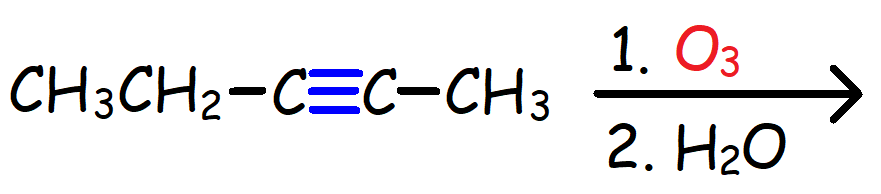 CH₃CH₂-C≡C-CH₃
1. O₃
2. H₂O